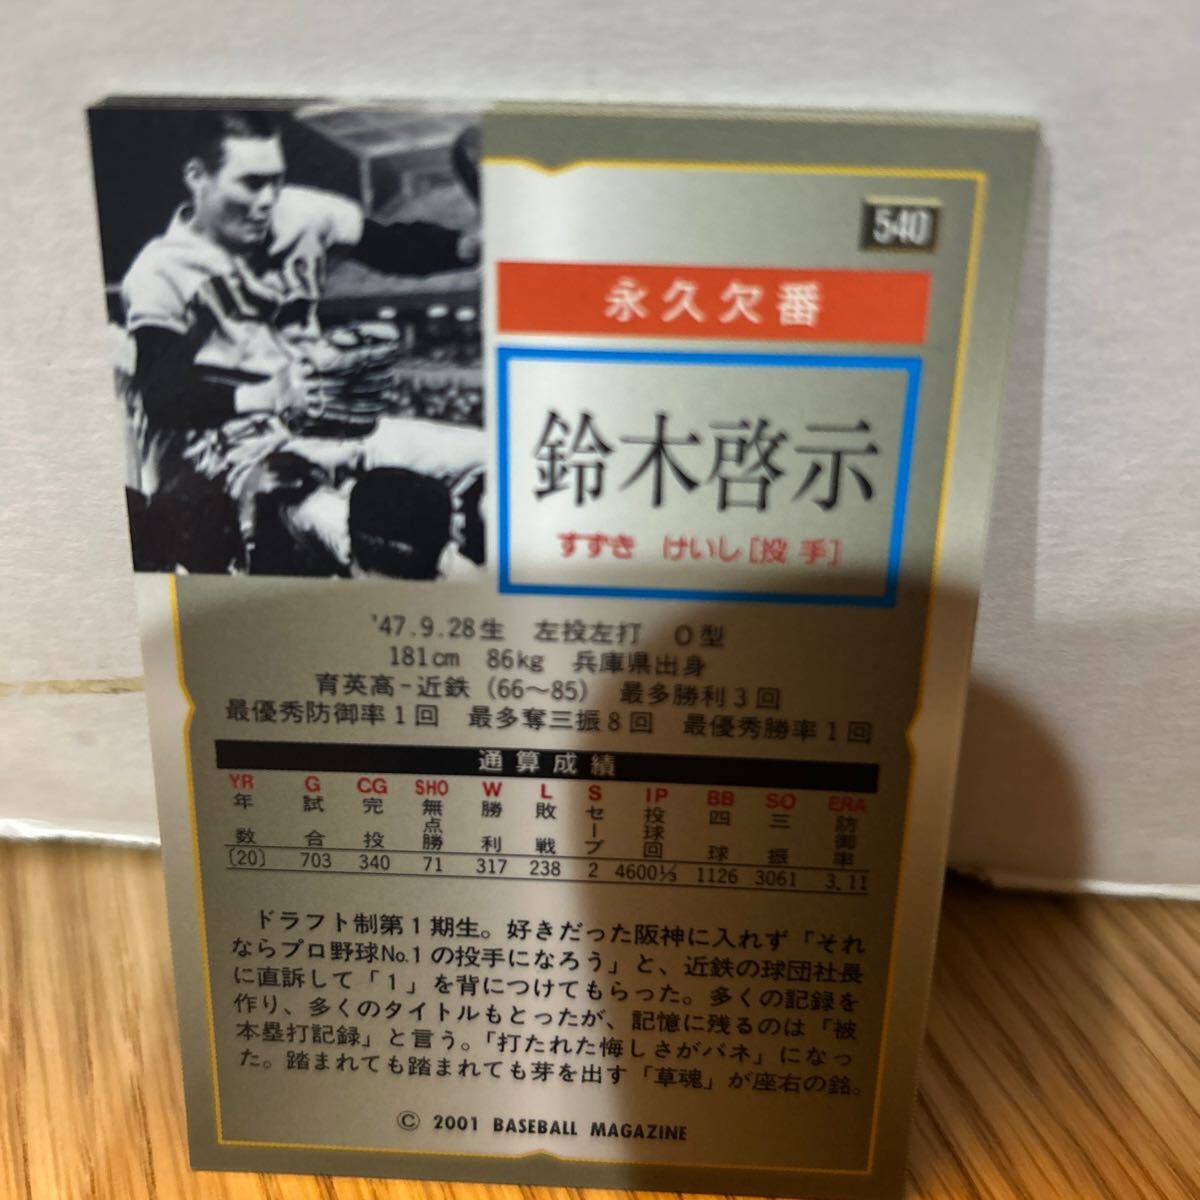 540
永久欠番
鈴木啓示
すずき けいし[投手]
'47.9.28生 左投左打 O型
181cm 86kg 兵庫県出身
育英高-近鉄(66〜85) 最多勝利3回
最優秀防御率1回 最多奪三振8回 最優秀勝率1回
通算成績
YR G CG SHO W L S IP BB SO ERA
年数 試合 完投 無点勝 勝利 敗戦 セーブ 投球回 四球 三振 防御率
〔20〕 703 340 71 317 238 2 4600⅓ 1126 3061 3.11
ドラフト制第1期生。好きだった阪神に入れず「それ
ならプロ野球No.1の投手になろう」と、近鉄の球団社長
に直訴して「1」を背につけてもらった。多くの記録を
作り、多くのタイトルもとったが、記憶に残るのは「被
本塁打記録」と言う。「打たれた悔しさがバネ」になっ
た。踏まれても踏まれても芽を出す「草魂」が座右の銘。
© 2001 BASEBALL MAGAZINE